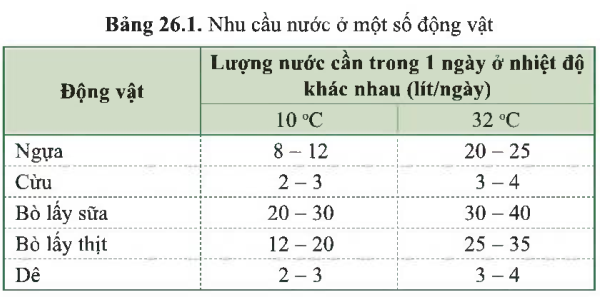 Bảng 26.1. Nhu cầu nước ở một số động vật
Động vật
Lượng nước cần trong 1 ngày ở nhiệt độ
khác nhau (lít/ngày)
10 °C 32 °C
Ngựa 8 – 12 20 – 25
Cừu 2 – 3 3 – 4
Bò lấy sữa 20 – 30 30 – 40
Bò lấy thịt 12 – 20 25 – 35
Dê 2 – 3 3 – 4